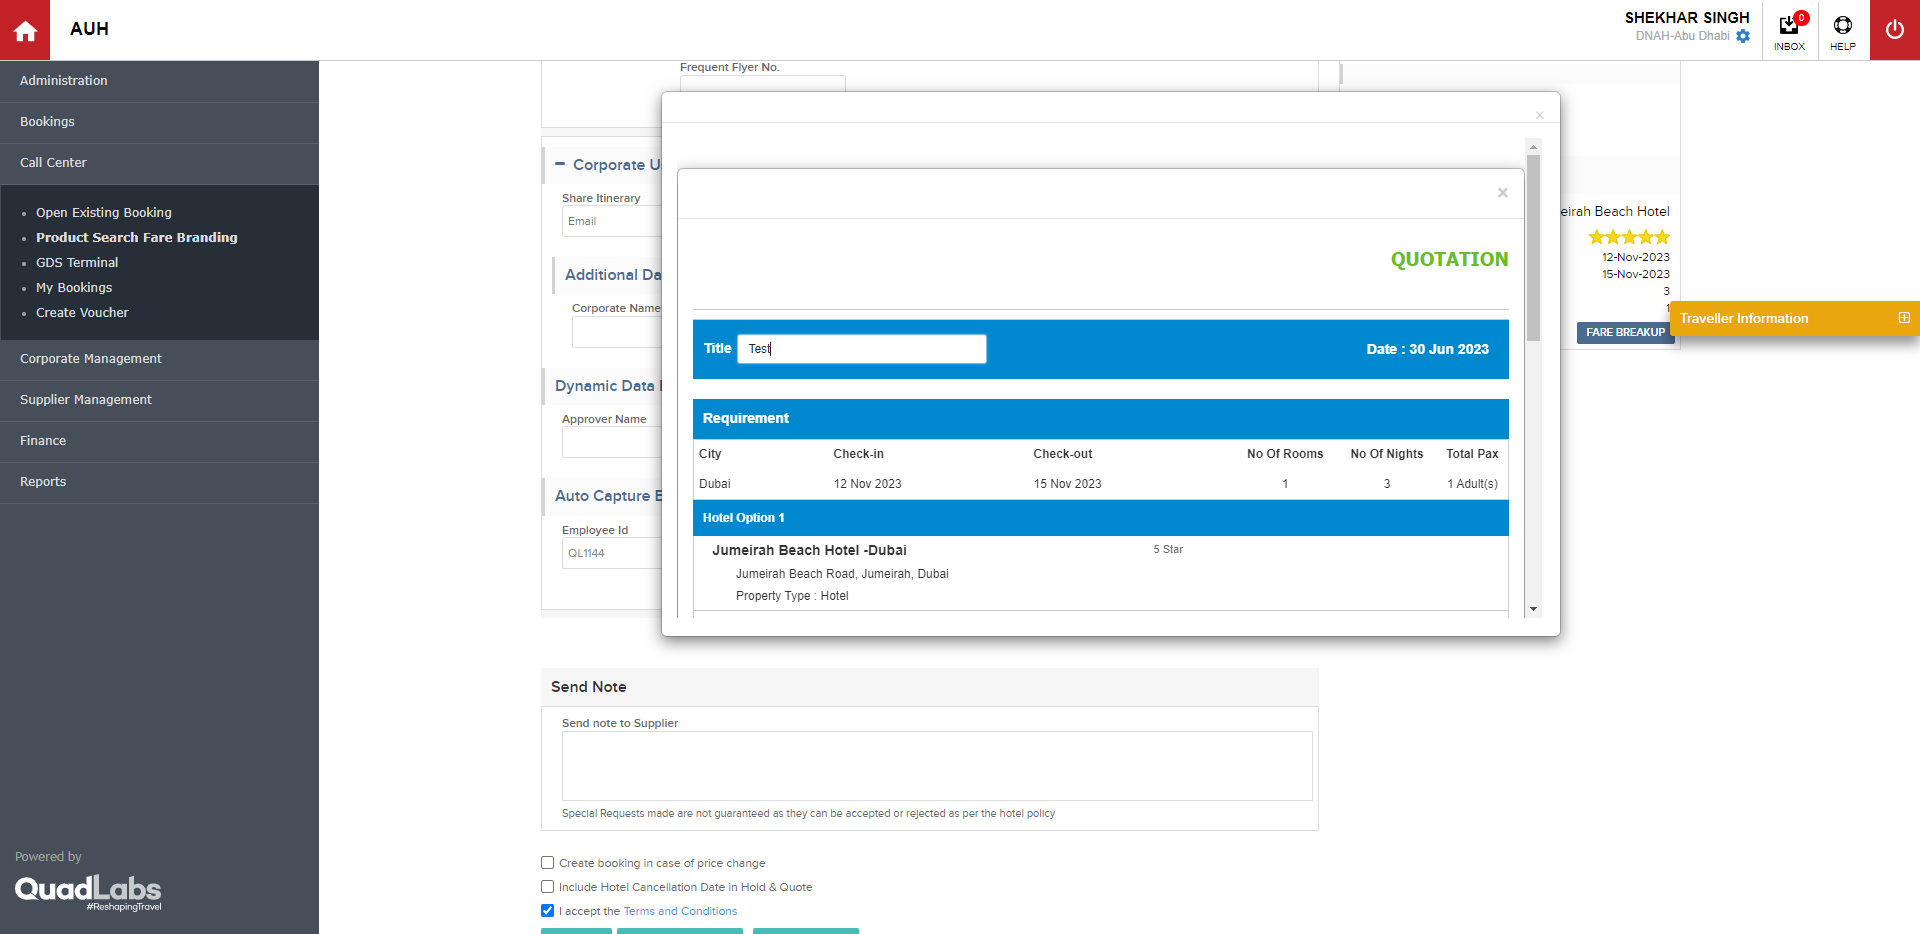 AUH
SHEKHAR SINGH
DNAH-Abu Dhabi
0
INBOX
HELP
Administration
Bookings
Call Center
Open Existing Booking
Product Search Fare Branding
GDS Terminal
My Bookings
Create Voucher
Corporate Management
Supplier Management
Finance
Reports
Powered by
QuadLabs
#ReshapingTravel
Frequent Flyer No.
Corporate U
Share Itinerary
Email
Additional Da
Corporate Name
Dynamic Data
Approver Name
Auto Capture E
Employee Id
QL1144
×
×
QUOTATION
Title Test
Date : 30 Jun 2023
Requirement
City Check-in Check-out No Of Rooms No Of Nights Total Pax
Dubai 12 Nov 2023 15 Nov 2023 1 3 1 Adult(s)
Hotel Option 1
Jumeirah Beach Hotel -Dubai 5 Star
Jumeirah Beach Road, Jumeirah, Dubai
Property Type : Hotel
eirah Beach Hotel
12-Nov-2023
15-Nov-2023
3
1
FARE BREAKUP
Traveller Information
Send Note
Send note to Supplier
Special Requests made are not guaranteed as they can be accepted or rejected as per the hotel policy
Create booking in case of price change
Include Hotel Cancellation Date in Hold & Quote
I accept the Terms and Conditions